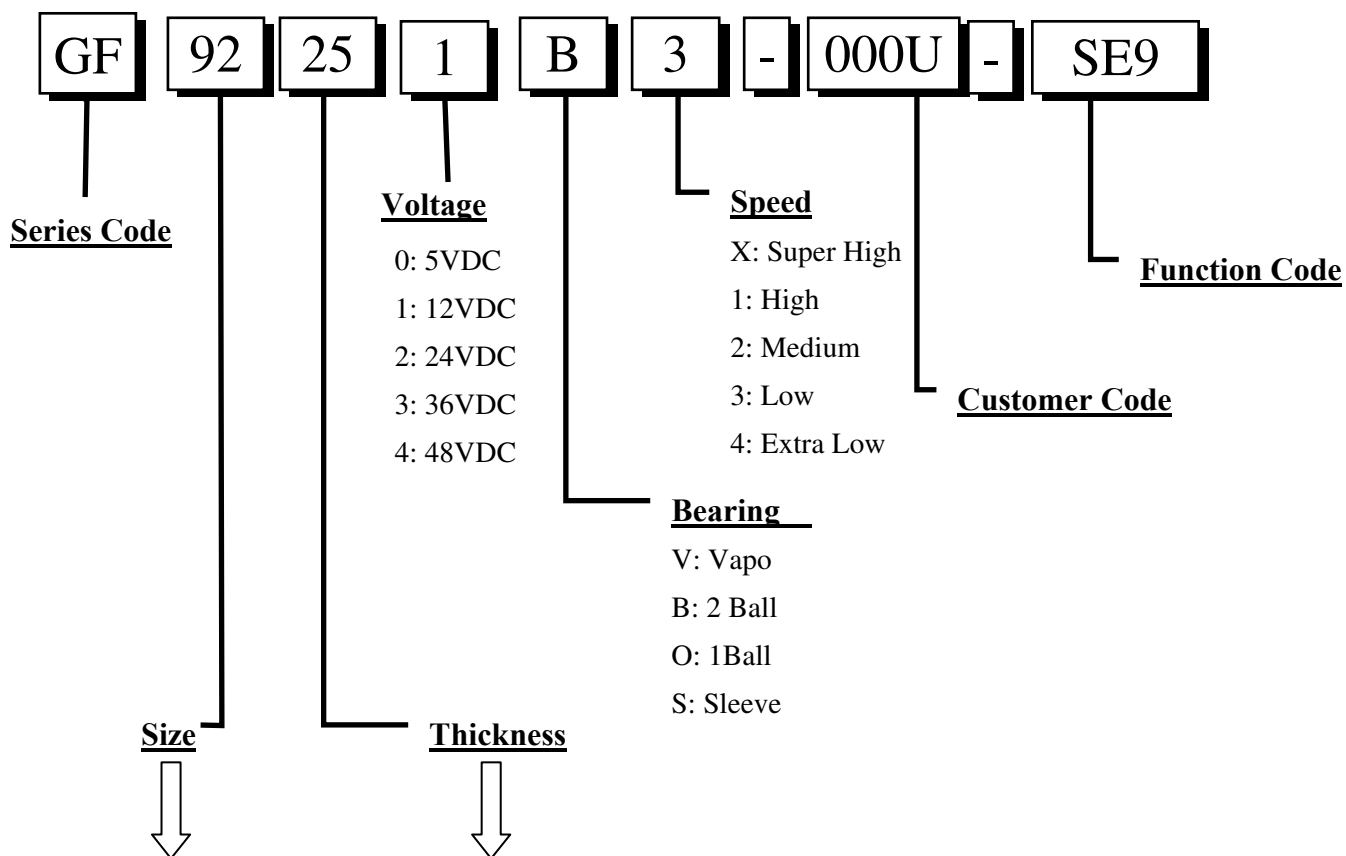 GF 92 25 1 B 3 - 000U - SE9
Series Code
Voltage
0: 5VDC
1: 12VDC
2: 24VDC
3: 36VDC
4: 48VDC
Speed
X: Super High
1: High
2: Medium
3: Low
4: Extra Low
Function Code
Customer Code
Bearing
V: Vapo
B: 2 Ball
O: 1Ball
S: Sleeve
Size
Thickness